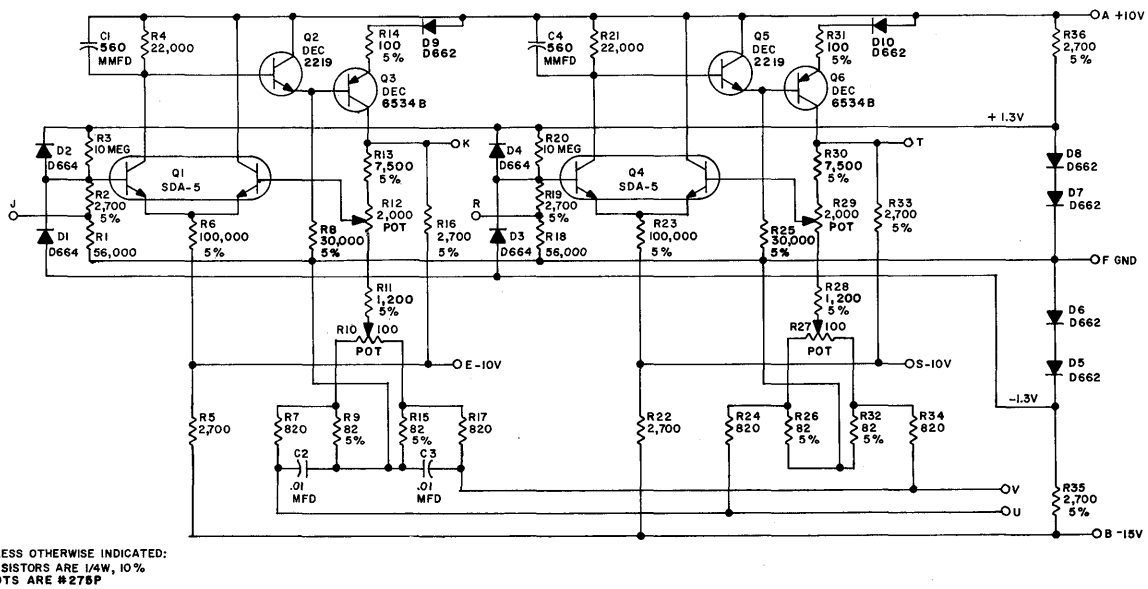 A +10V
C1
560
MMFD
R4
22,000
Q2
DEC
2219
R14
100
5%
D9
D662
Q3
DEC
6534B
C4
560
MMFD
R21
22,000
Q5
DEC
2219
R31
100
5%
D10
D662
Q6
DEC
6534B
R36
2,700
5%
+1.3V
D2
D664
R3
10 MEG
Q1
SDA-5
K
R13
7,500
5%
D4
D664
R20
10 MEG
Q4
SDA-5
T
R30
7,500
5%
D8
D662
D7
D662
J
R2
2,700
5%
R1
56,000
D1
D664
R6
100,000
5%
R8
30,000
5%
R12
2,000
POT
R16
2,700
5%
R
R19
2,700
5%
R18
56,000
D3
D664
R23
100,000
5%
R25
30,000
5%
R29
2,000
POT
R33
2,700
5%
F GND
R11
1,200
5%
R10 100
POT
E-10V
R28
1,200
5%
R27 100
POT
S-10V
D6
D662
D5
D662
-1.3V
R5
2,700
R7
820
R9
82
5%
R15
82
5%
R17
820
C2
.01
MFD
C3
.01
MFD
R22
2,700
R24
820
R26
82
5%
R32
82
5%
R34
820
V
U
R35
2,700
5%
B -15V
ESS OTHERWISE INDICATED:
SISTORS ARE 1/4W, 10%
OTS ARE #275P